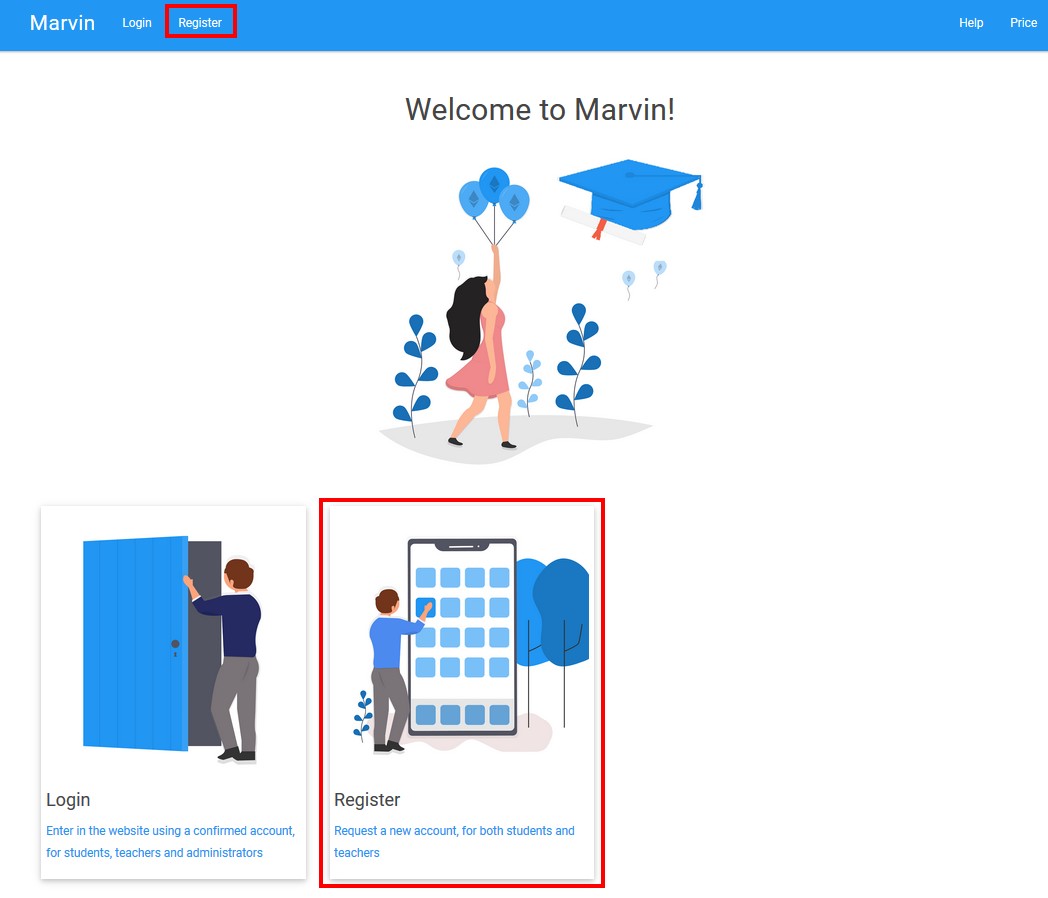 Marvin Login Register Help Price
Welcome to Marvin!
Login
Enter in the website using a confirmed account,
for students, teachers and administrators
Register
Request a new account, for both students and
teachers